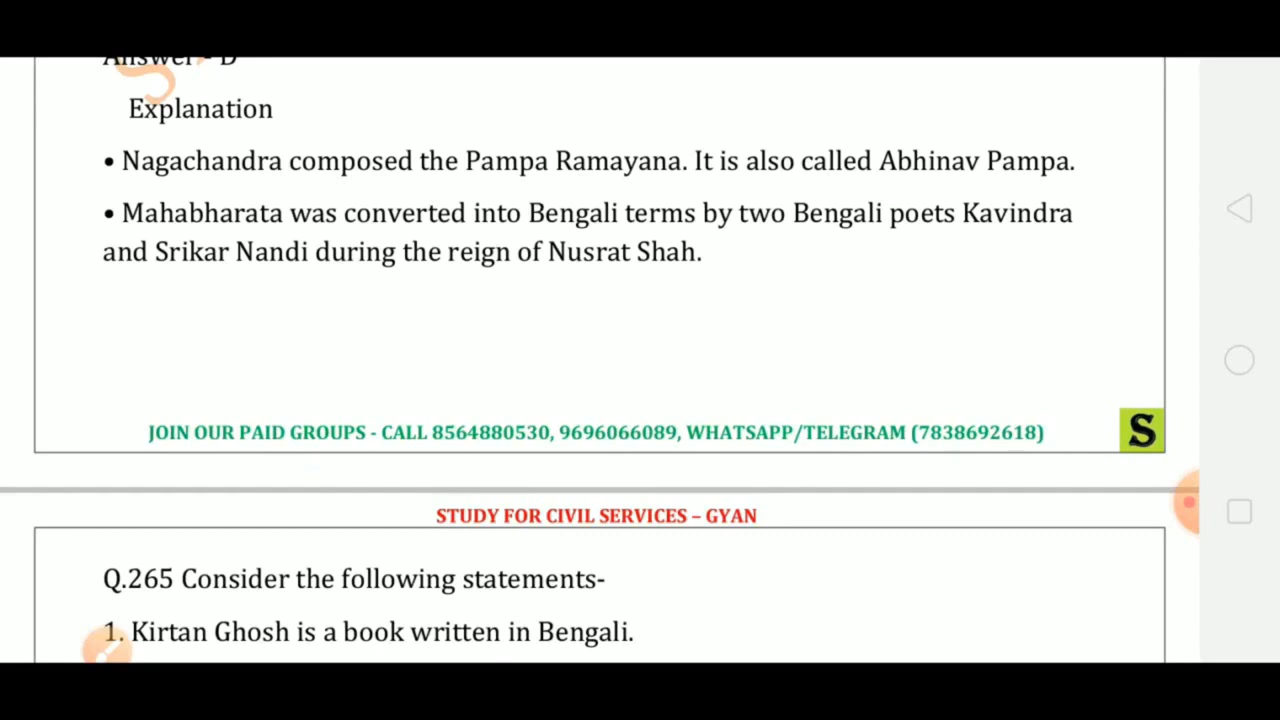 Answer - D
Explanation
• Nagachandra composed the Pampa Ramayana. It is also called Abhinav Pampa.
• Mahabharata was converted into Bengali terms by two Bengali poets Kavindra
and Srikar Nandi during the reign of Nusrat Shah.
JOIN OUR PAID GROUPS - CALL 8564880530, 9696066089, WHATSAPP/TELEGRAM (7838692618)
S
STUDY FOR CIVIL SERVICES – GYAN
Q.265 Consider the following statements-
1. Kirtan Ghosh is a book written in Bengali.